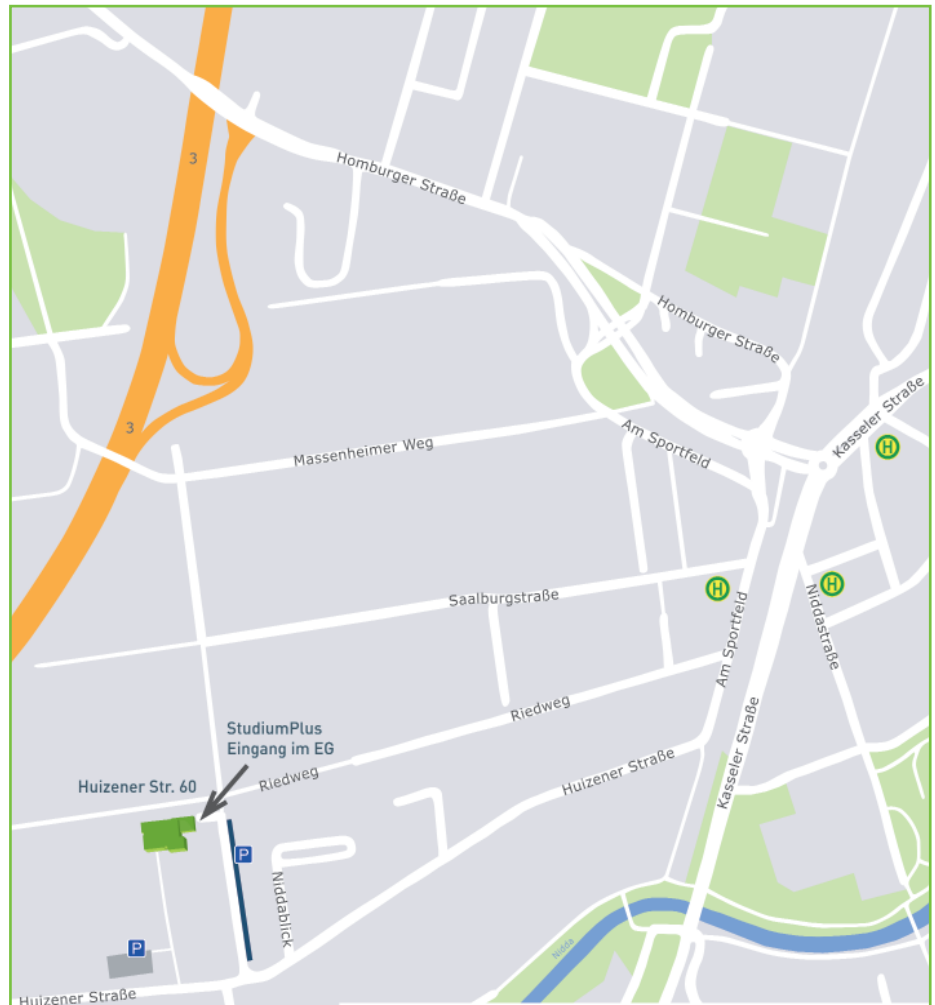 3
Homburger Straße
Homburger Straße
Kasseler Straße
H
3
Massenheimer Weg
Am Sportfeld
Saalburgstraße
H
H
Niddastraße
Am Sportfeld
Riedweg
Kasseler Straße
StudiumPlus
Eingang im EG
Huizener Str. 60
Riedweg
Huizener Straße
P
Niddablick
P
Nidda
Huizener Straße